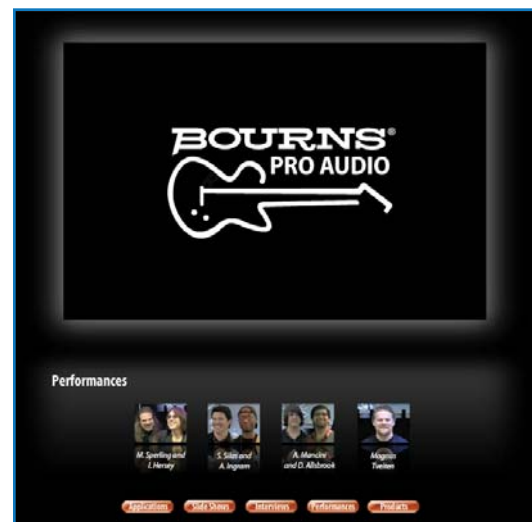 BOURNS®
PRO AUDIO
Performances
M. Sperling and
I. Hersey
S. Silas and
A. Ingram
A. Mancini
and D. Allsbrook
Magnus
Tveiten
Applications
Slide Shows
Interviews
Performances
Products